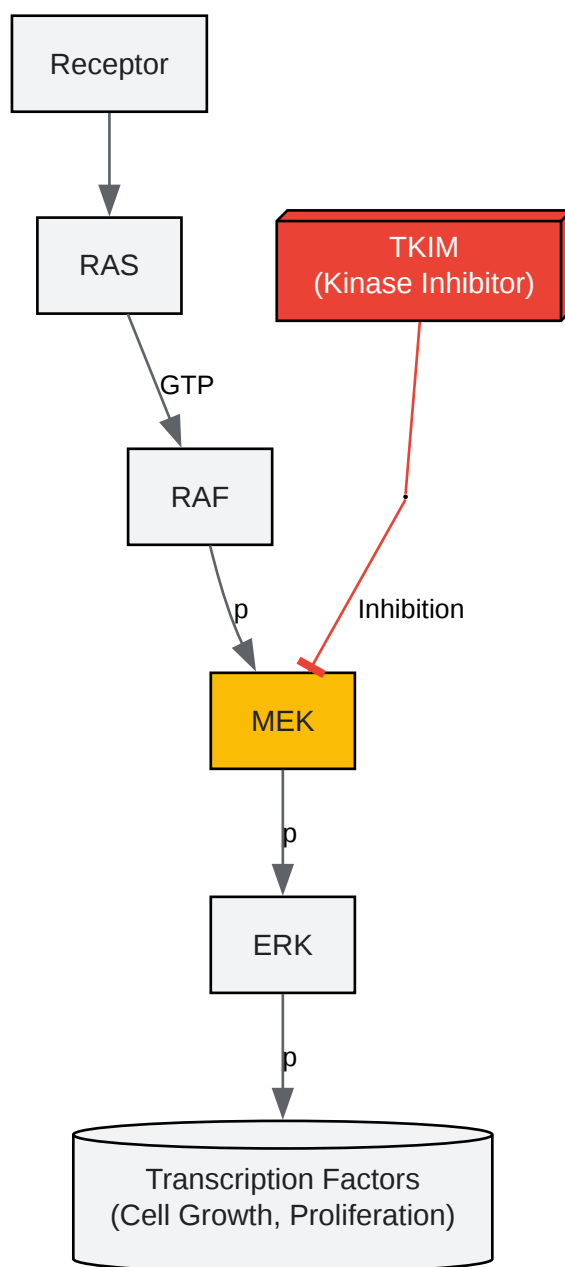 Receptor
RAS
TKIM
(Kinase Inhibitor)
GTP
RAF
p
Inhibition
MEK
p
ERK
p
Transcription Factors
(Cell Growth, Proliferation)